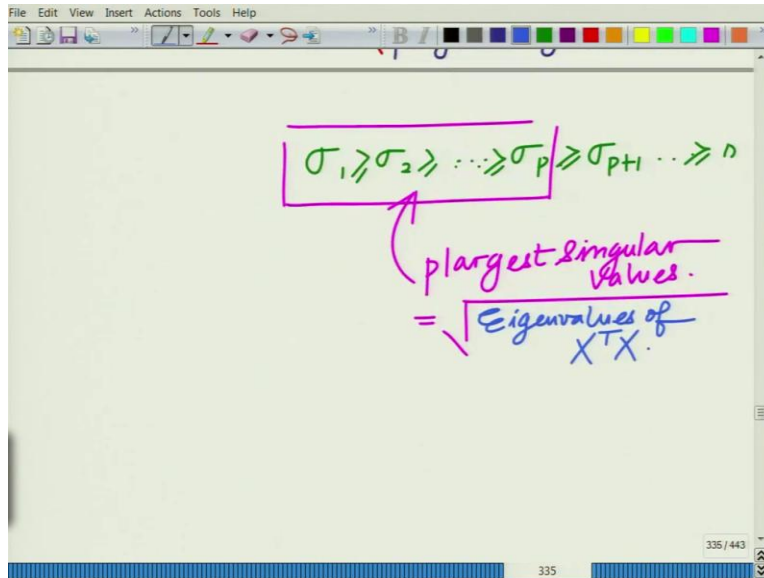 File Edit View Insert Actions Tools Help
σ₁ ≥ σ₂ ≥ ... ≥ σₚ ≥ σₚ₊₁ .. ≥ n
p largest singular
values.
= √ Eigenvalues of
XᵀX.
335 / 443
335